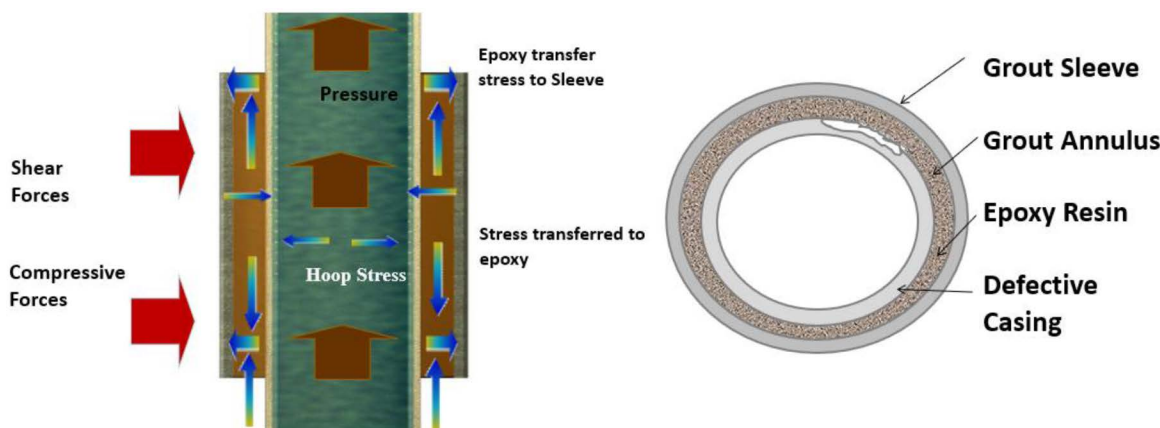 Shear
Forces
Compressive
Forces
Pressure
Hoop Stress
Epoxy transfer
stress to Sleeve
Stress transferred to
epoxy
Grout Sleeve
Grout Annulus
Epoxy Resin
Defective
Casing